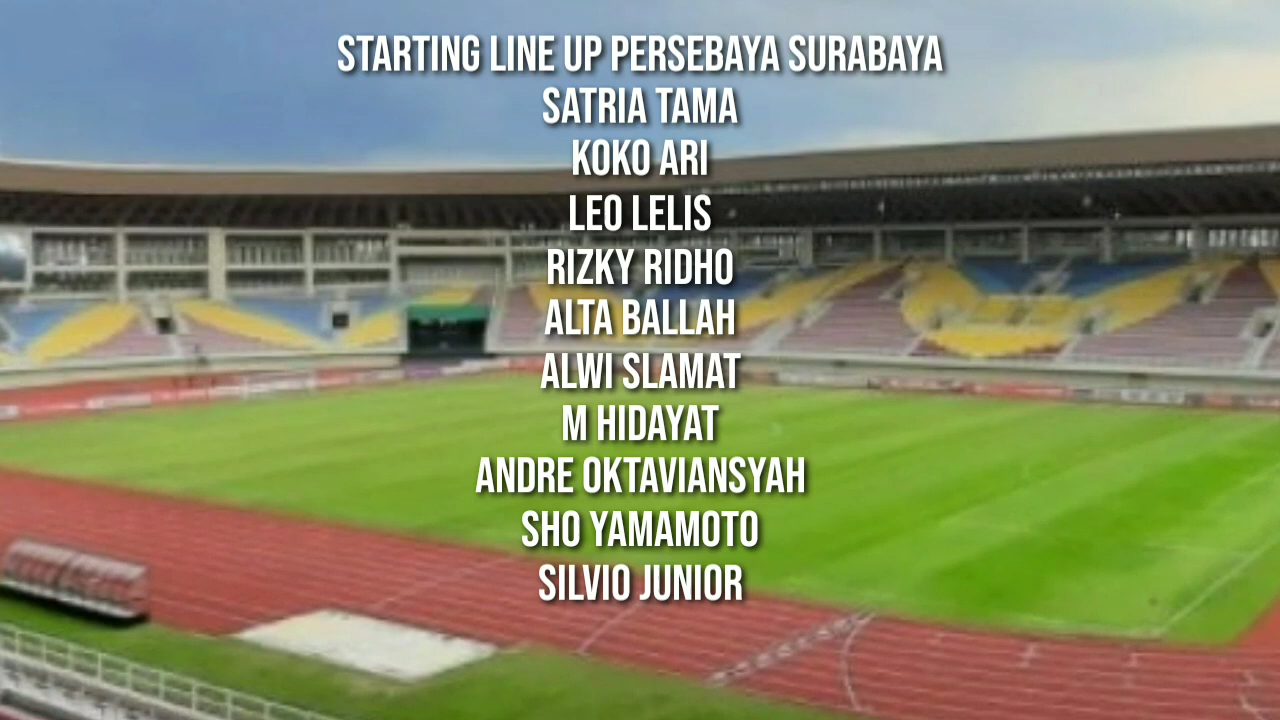 STARTING LINE UP PERSEBAYA SURABAYA
SATRIA TAMA
KOKO ARI
LEO LELIS
RIZKY RIDHO
ALTA BALLAH
ALWI SLAMAT
M HIDAYAT
ANDRE OKTAVIANSYAH
SHO YAMAMOTO
SILVIO JUNIOR